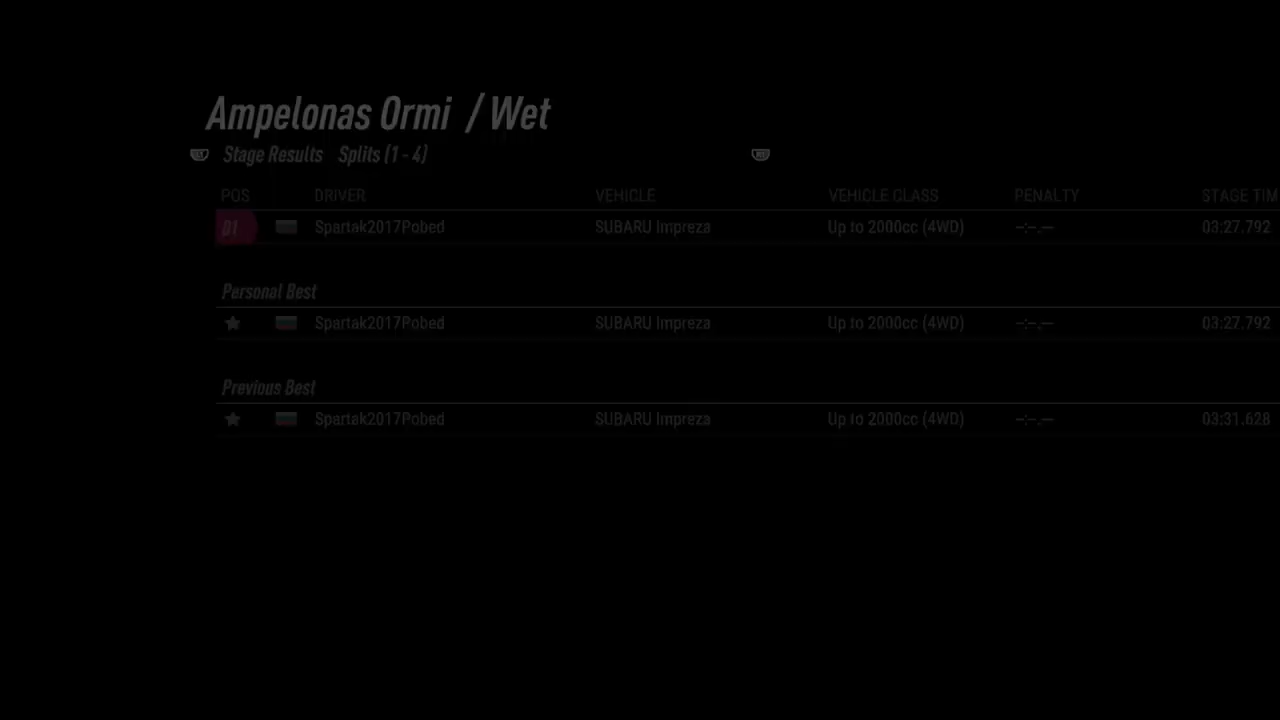 Ampelonas Ormi / Wet
Stage Results Splits (1 - 4)
POS DRIVER VEHICLE VEHICLE CLASS PENALTY STAGE TIM
01 Spartak2017Pobed SUBARU Impreza Up to 2000cc (4WD) --:--.--- 03:27.792
Personal Best
Spartak2017Pobed SUBARU Impreza Up to 2000cc (4WD) --:--.--- 03:27.792
Previous Best
Spartak2017Pobed SUBARU Impreza Up to 2000cc (4WD) --:--.--- 03:31.628